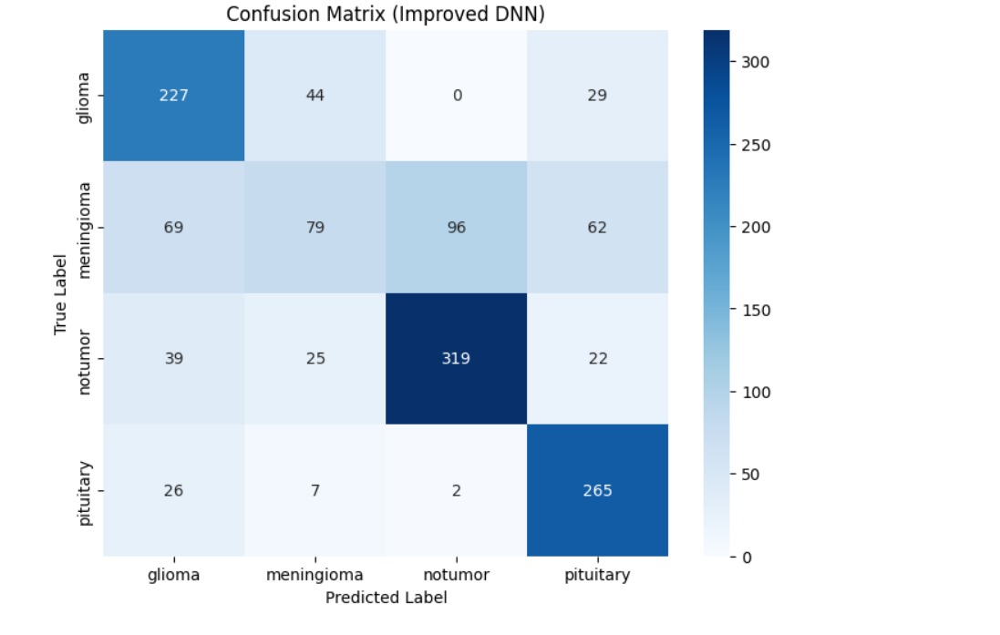 Confusion Matrix (Improved DNN)
glioma 227 44 0 29
meningioma 69 79 96 62
notumor 39 25 319 22
pituitary 26 7 2 265
True Label
glioma meningioma notumor pituitary
Predicted Label
300
250
200
150
100
50
0